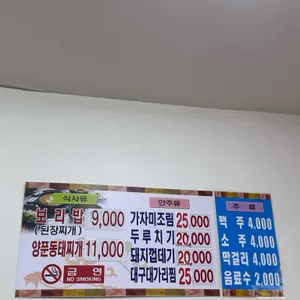 식사류
보리밥 9,000
(된장찌개)
양푼동태찌개 11,000
금연
NO SMOKING
안주류
가자미조림 25,000
두루치기 20,000
돼지껍데기 20,000
대구대가리찜 25,000
주류
맥주 4,000
소주 4,000
막걸리 4,000
음료수 2,000